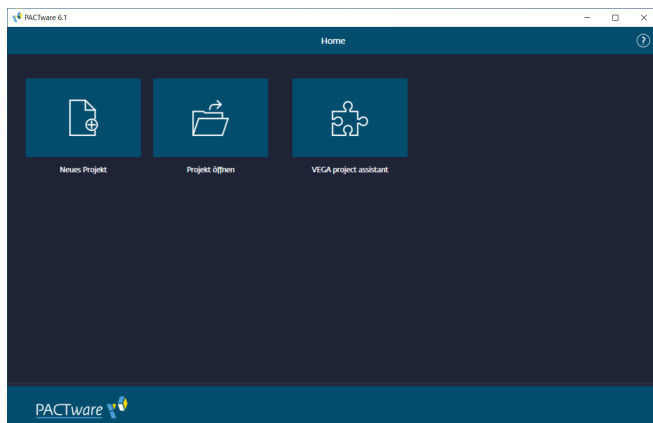 PACTware 6.1
Home
?
Neues Projekt
Projekt öffnen
VEGA project assistant
PACTware